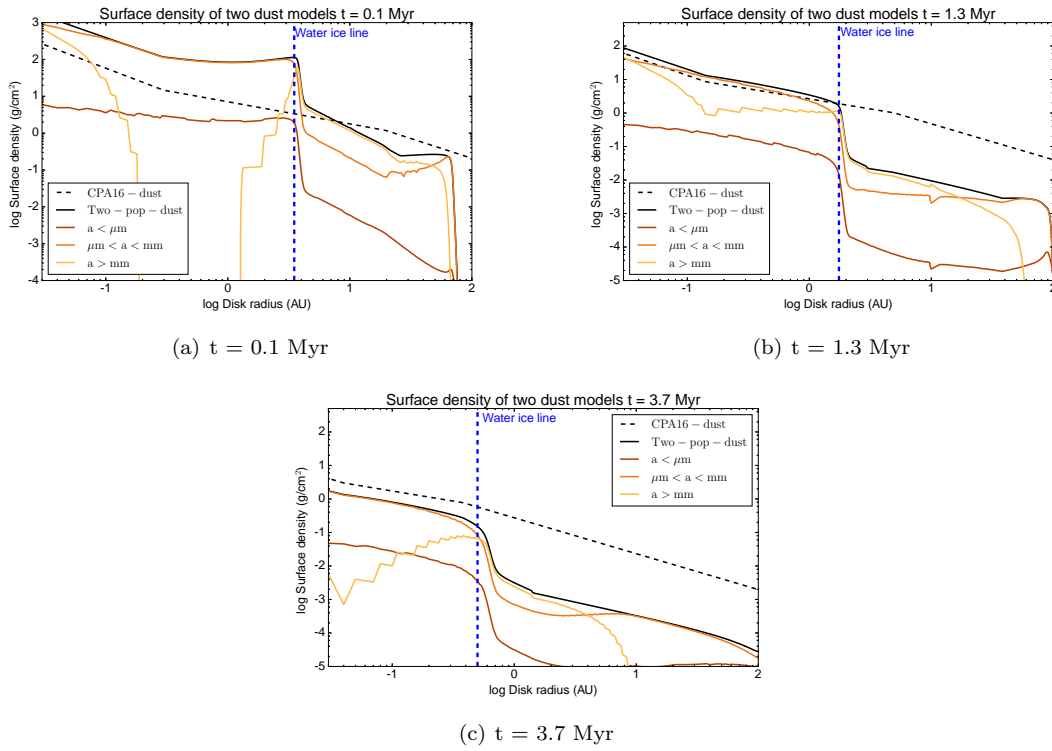 Surface density of two dust models t = 0.1 Myr
Water ice line
log Surface density (g/cm²)
3
2
1
0
-1
-2
-3
-4
CPA16 − dust
Two − pop − dust
a < μm
μm < a < mm
a > mm
-1 0 1 2
log Disk radius (AU)
(a) t = 0.1 Myr
Surface density of two dust models t = 1.3 Myr
Water ice line
log Surface density (g/cm²)
2
1
0
-1
-2
-3
-4
-5
CPA16 − dust
Two − pop − dust
a < μm
μm < a < mm
a > mm
-1 0 1 2
log Disk radius (AU)
(b) t = 1.3 Myr
Surface density of two dust models t = 3.7 Myr
Water ice line
log Surface density (g/cm²)
2
1
0
-1
-2
-3
-4
-5
CPA16 − dust
Two − pop − dust
a < μm
μm < a < mm
a > mm
-1 0 1 2
log Disk radius (AU)
(c) t = 3.7 Myr